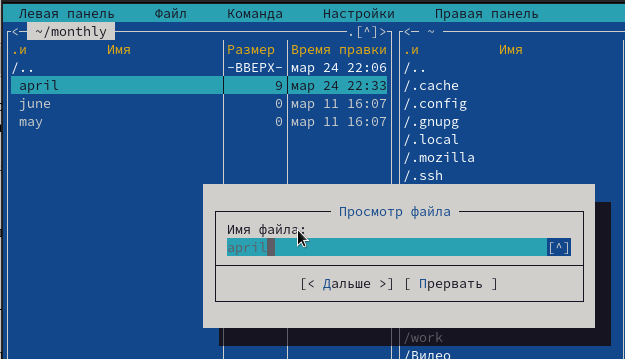 Левая панель Файл Команда Настройки Правая панель
<─ ~/monthly .[^]> <─ ~
.и Имя Размер Время правки .и Имя
/.. -ВВЕРХ- мар 24 22:06 /..
april 9 мар 24 22:33 /.cache
june 0 мар 11 16:07 /.config
may 0 мар 11 16:07 /.gnupg
/.local
/.mozilla
/.ssh
Просмотр файла
Имя файла:
april [^]
[< Дальше >] [ Прервать ]
/work
/Видео